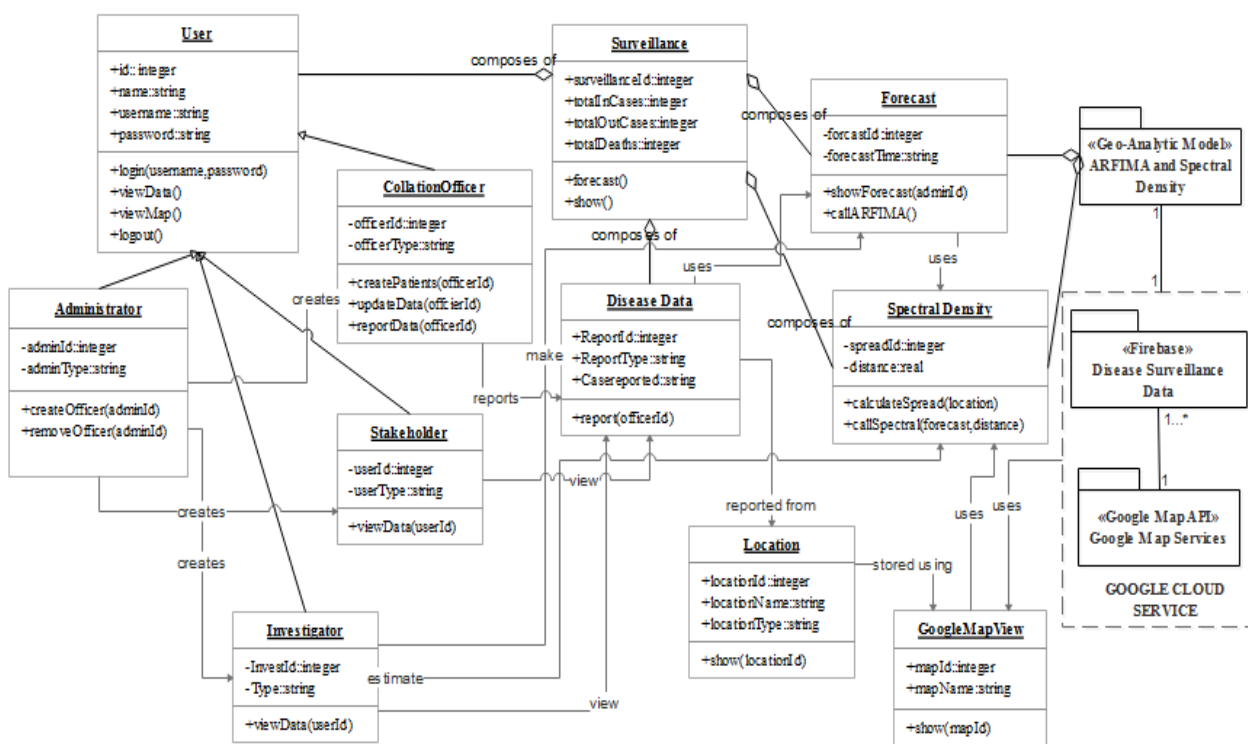 User
+id::integer
+name::string
+username::string
+password::string
+login(username,password)
+viewData()
+viewMap()
+logout()
composes of
Surveillance
+surveillanceId::integer
+totalInCases::integer
+totalOutCases::integer
+totalDeaths::integer
+forecast()
+show()
composes of
Forecast
-forcastId::integer
-forecastTime::string
+showForecast(adminId)
+callARFIMA()
«Geo-Analytic Model»
ARFIMA and Spectral
Density
1
1
CollationOfficer
-officerId::integer
-officerType::string
+createPatients(officerId)
+updateData(offcierId)
+reportData(officerId)
composes of
uses
uses
creates
Administrator
-adminId::integer
-adminType::string
+createOfficer(adminId)
+removeOfficer(adminId)
Disease Data
+ReportId::integer
+ReportType::string
+Casereported::string
+report(officerId)
make
reports
composes of
Spectral Density
-spreadId::integer
-distance::real
+calculateSpread(location)
+callSpectral(forecast,distance)
«Firebase»
Disease Surveillance
Data
1...*
1
Stakeholder
-userId::integer
-userType::string
+viewData(userId)
view
creates
creates
reported from
uses
uses
«Google Map API»
Google Map Services
GOOGLE CLOUD
SERVICE
Location
+locationId::integer
+locationName::string
+locationType::string
+show(locationId)
stored using
GoogleMapView
+mapId::integer
+mapName::string
+show(mapId)
Investigator
-InvestId::integer
-Type::string
+viewData(userId)
estimate
view